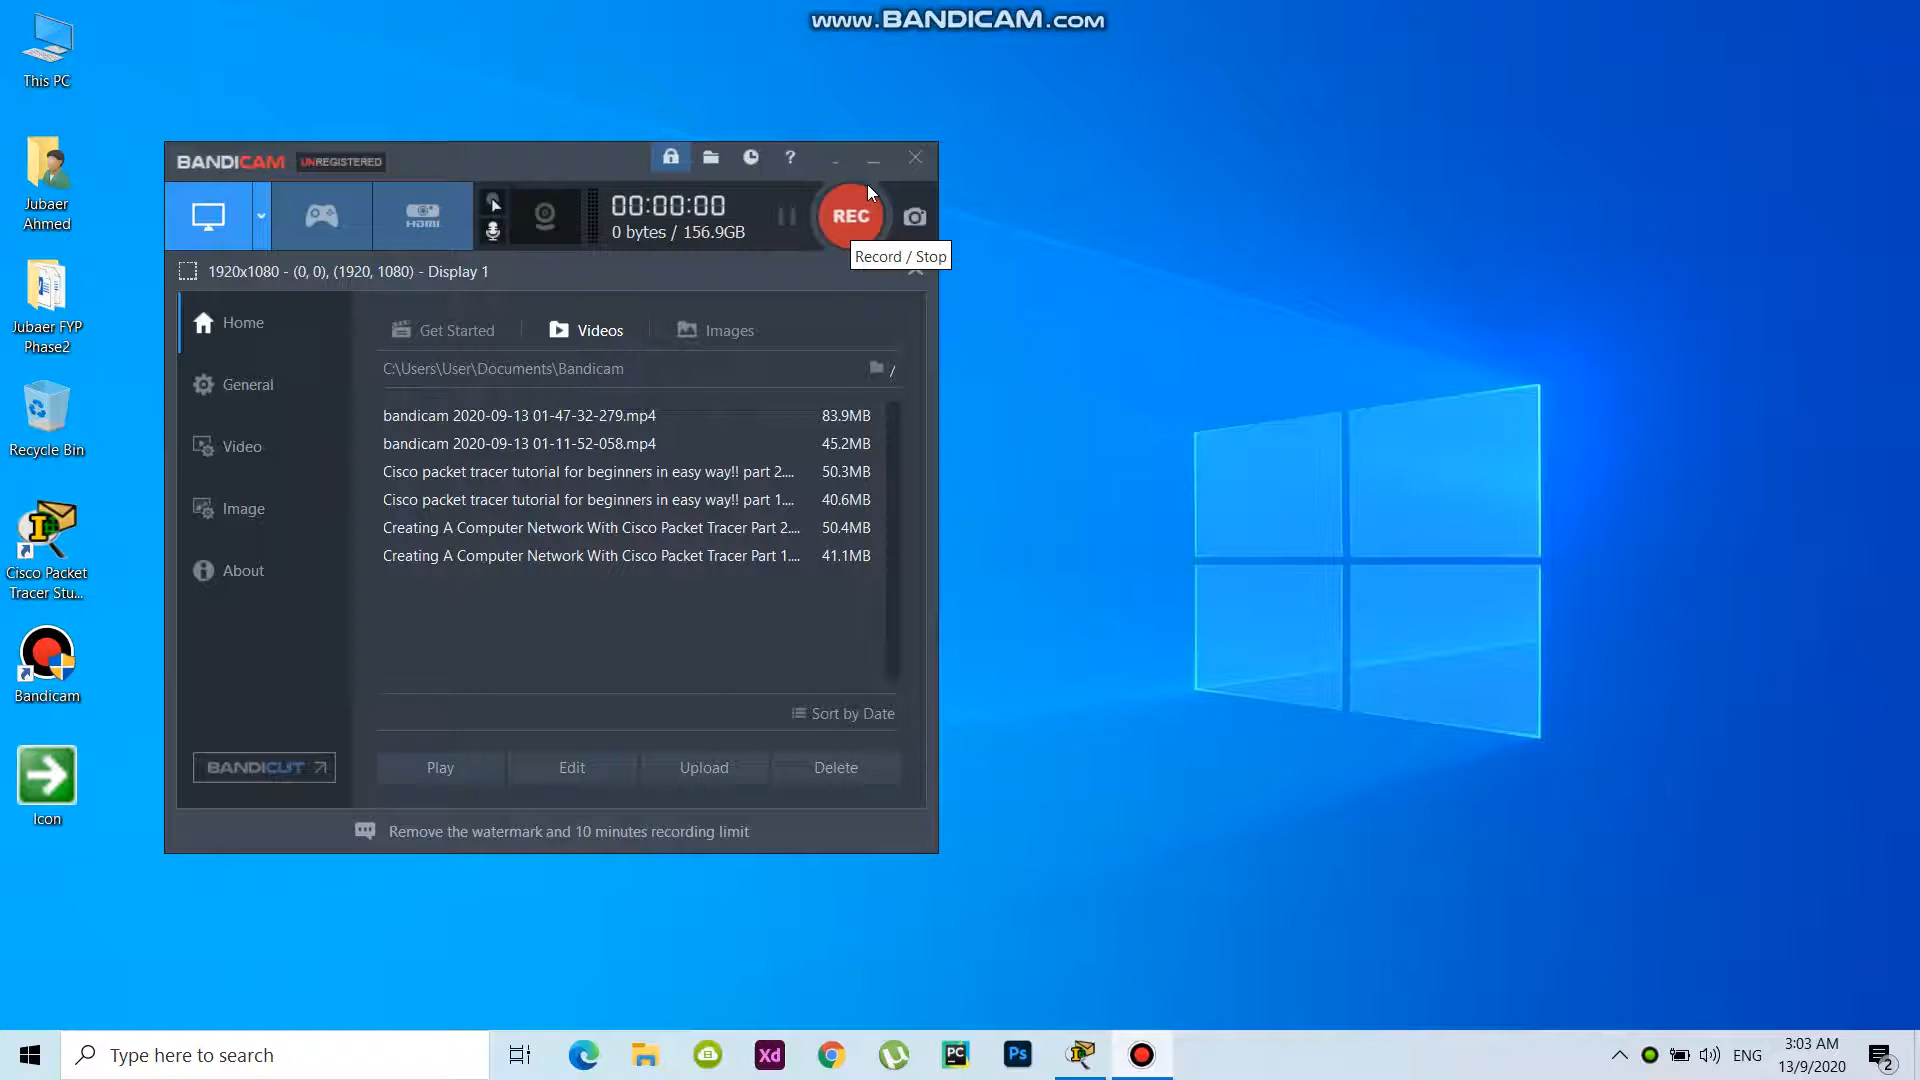 www.BANDICAM.com
This PC
Jubaer
Ahmed
Jubaer FYP
Phase2
Recycle Bin
Cisco Packet
Tracer Stu...
Bandicam
Icon
BANDICAM UNREGISTERED
?
HDMI
00:00:00
0 bytes / 156.9GB
REC
Record / Stop
1920x1080 - (0, 0), (1920, 1080) - Display 1
Home
General
Video
Image
About
BANDICUT
Get Started
Videos
Images
C:\Users\User\Documents\Bandicam
/
bandicam 2020-09-13 01-47-32-279.mp4 83.9MB
bandicam 2020-09-13 01-11-52-058.mp4 45.2MB
Cisco packet tracer tutorial for beginners in easy way!! part 2.... 50.3MB
Cisco packet tracer tutorial for beginners in easy way!! part 1.... 40.6MB
Creating A Computer Network With Cisco Packet Tracer Part 2.... 50.4MB
Creating A Computer Network With Cisco Packet Tracer Part 1.... 41.1MB
Sort by Date
Play Edit Upload Delete
Remove the watermark and 10 minutes recording limit
Type here to search
Xd
PC
Ps
ENG
3:03 AM
13/9/2020
2